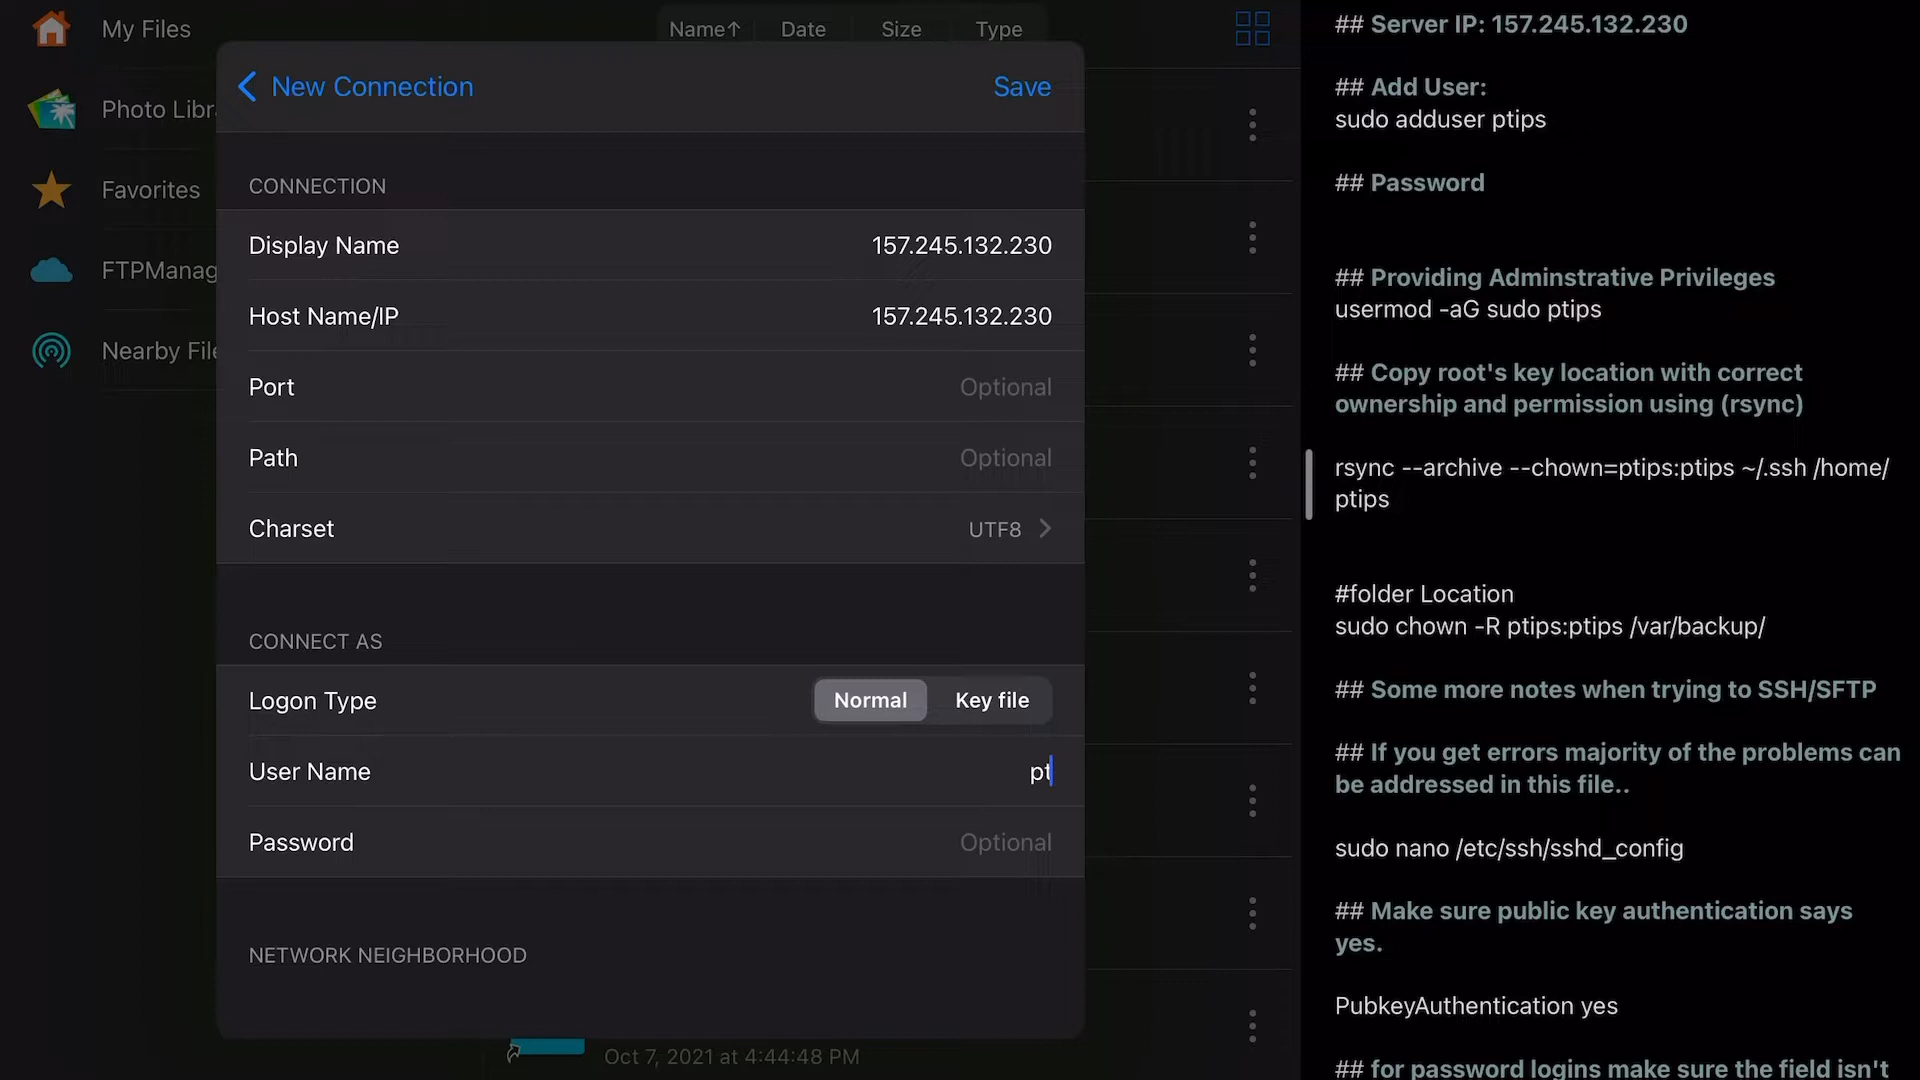 My Files
Photo Libr
Favorites
FTPManag
Nearby File
Name↑ Date Size Type
New Connection
Save
CONNECTION
Display Name 157.245.132.230
Host Name/IP 157.245.132.230
Port Optional
Path Optional
Charset UTF8
CONNECT AS
Logon Type Normal Key file
User Name pt
Password Optional
NETWORK NEIGHBORHOOD
Oct 7, 2021 at 4:44:48 PM
## Server IP: 157.245.132.230
## Add User:
sudo adduser ptips
## Password
## Providing Adminstrative Privileges
usermod -aG sudo ptips
## Copy root's key location with correct
ownership and permission using (rsync)
rsync --archive --chown=ptips:ptips ~/.ssh /home/
ptips
#folder Location
sudo chown -R ptips:ptips /var/backup/
## Some more notes when trying to SSH/SFTP
## If you get errors majority of the problems can
be addressed in this file..
sudo nano /etc/ssh/sshd_config
## Make sure public key authentication says
yes.
PubkeyAuthentication yes
## for password logins make sure the field isn't